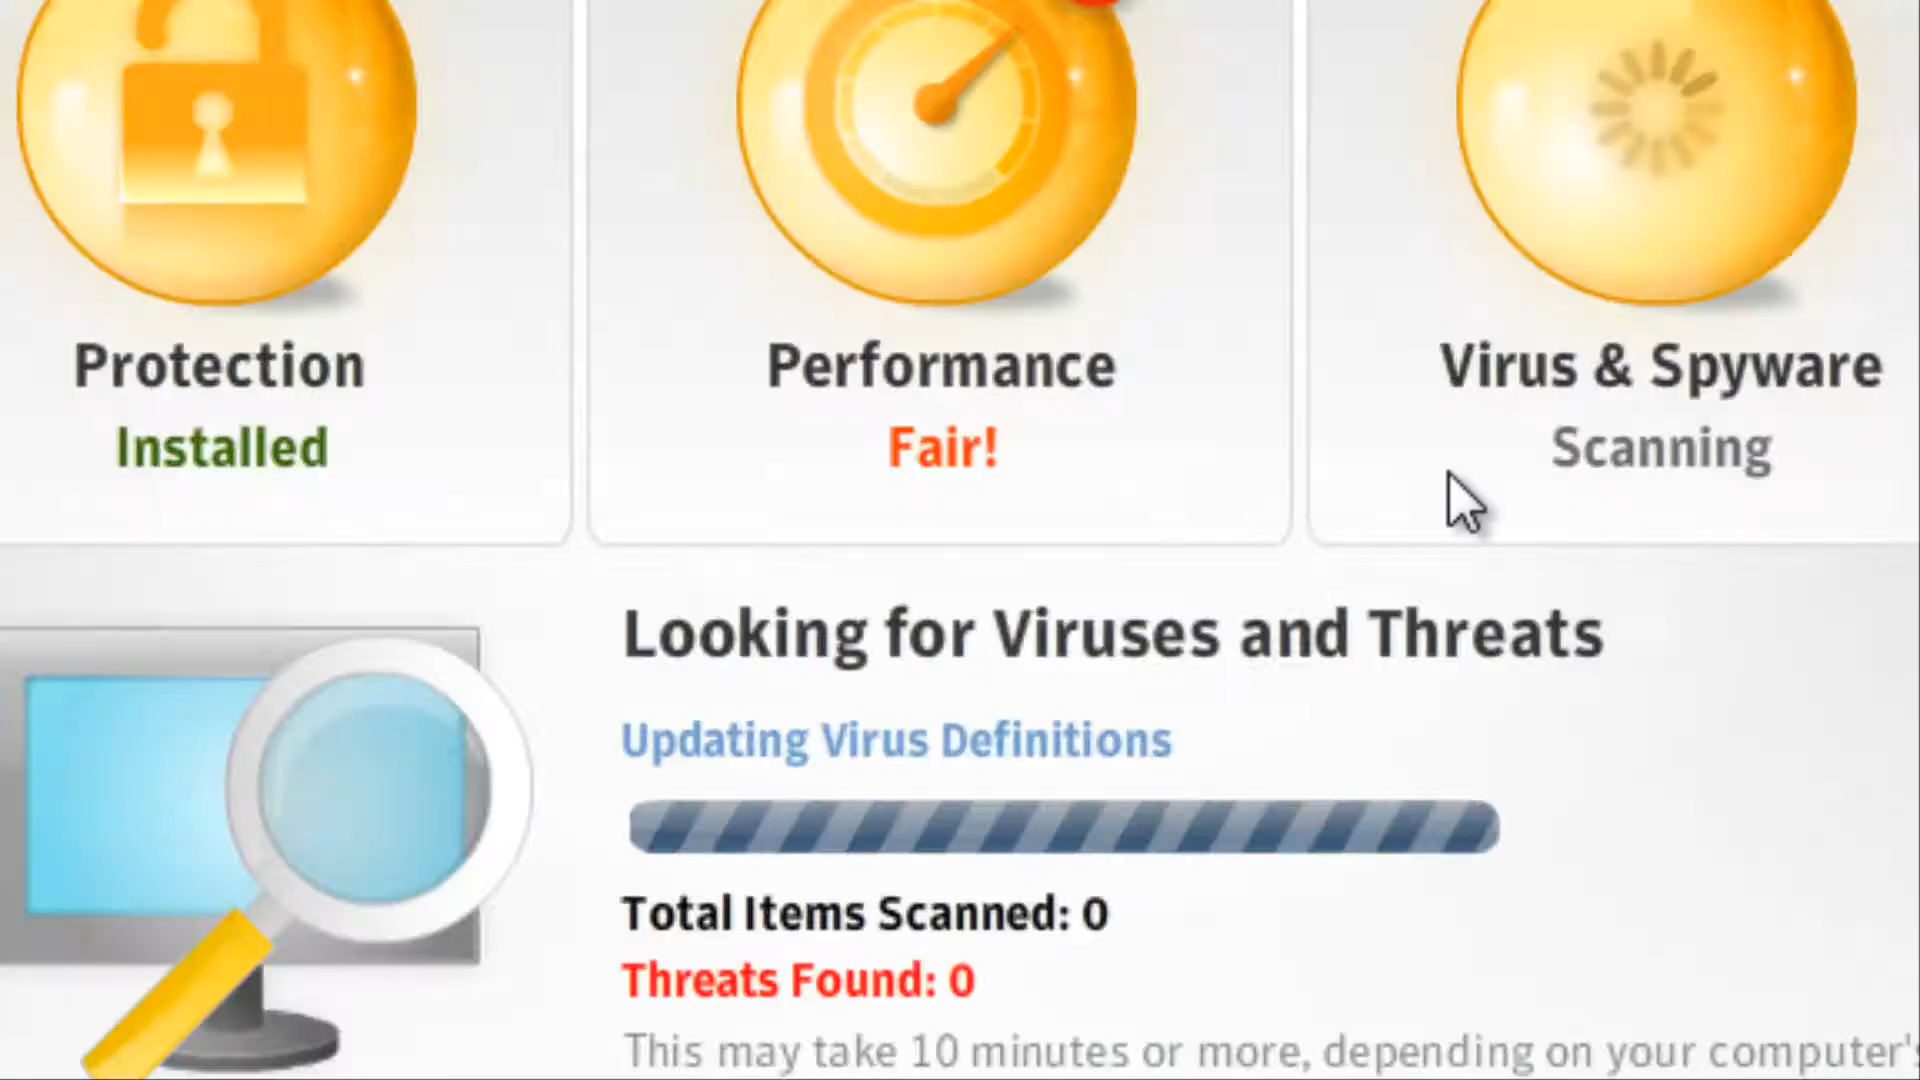 Protection
Installed
Performance
Fair!
Virus & Spyware
Scanning
Looking for Viruses and Threats
Updating Virus Definitions
Total Items Scanned: 0
Threats Found: 0
This may take 10 minutes or more, depending on your computer's